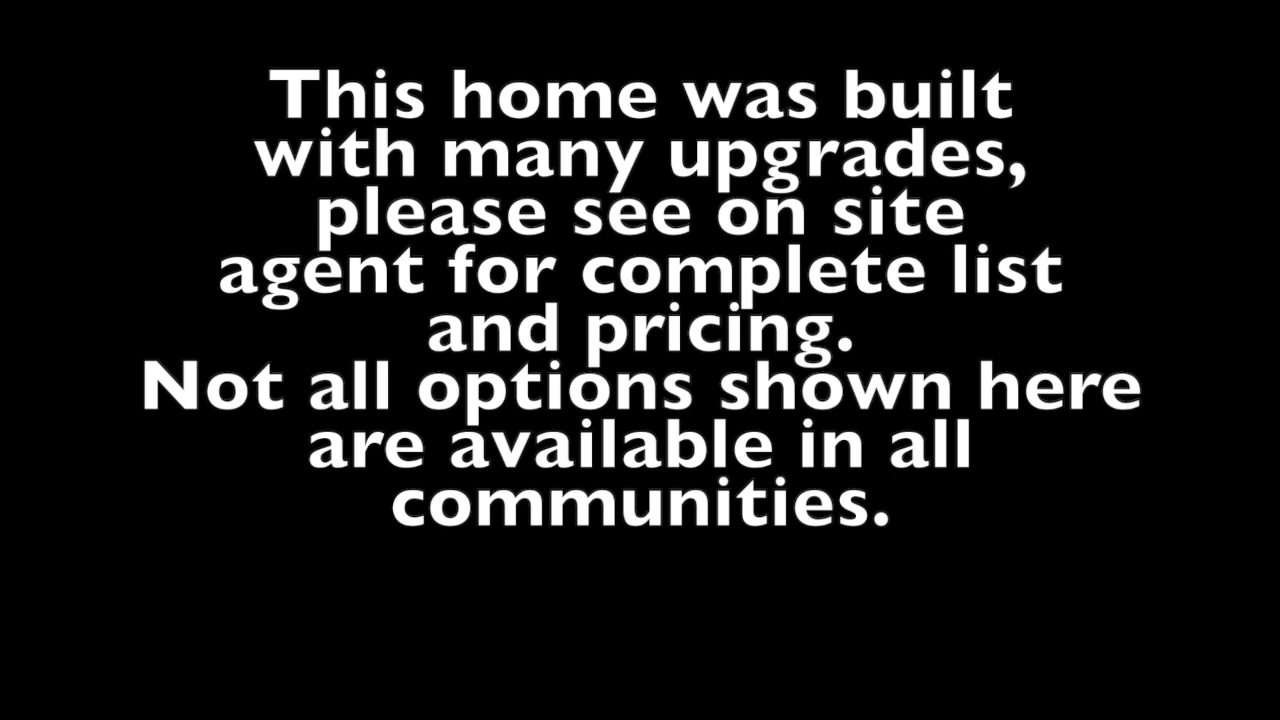 This home was built
with many upgrades,
please see on site
agent for complete list
and pricing.
Not all options shown here
are available in all
communities.